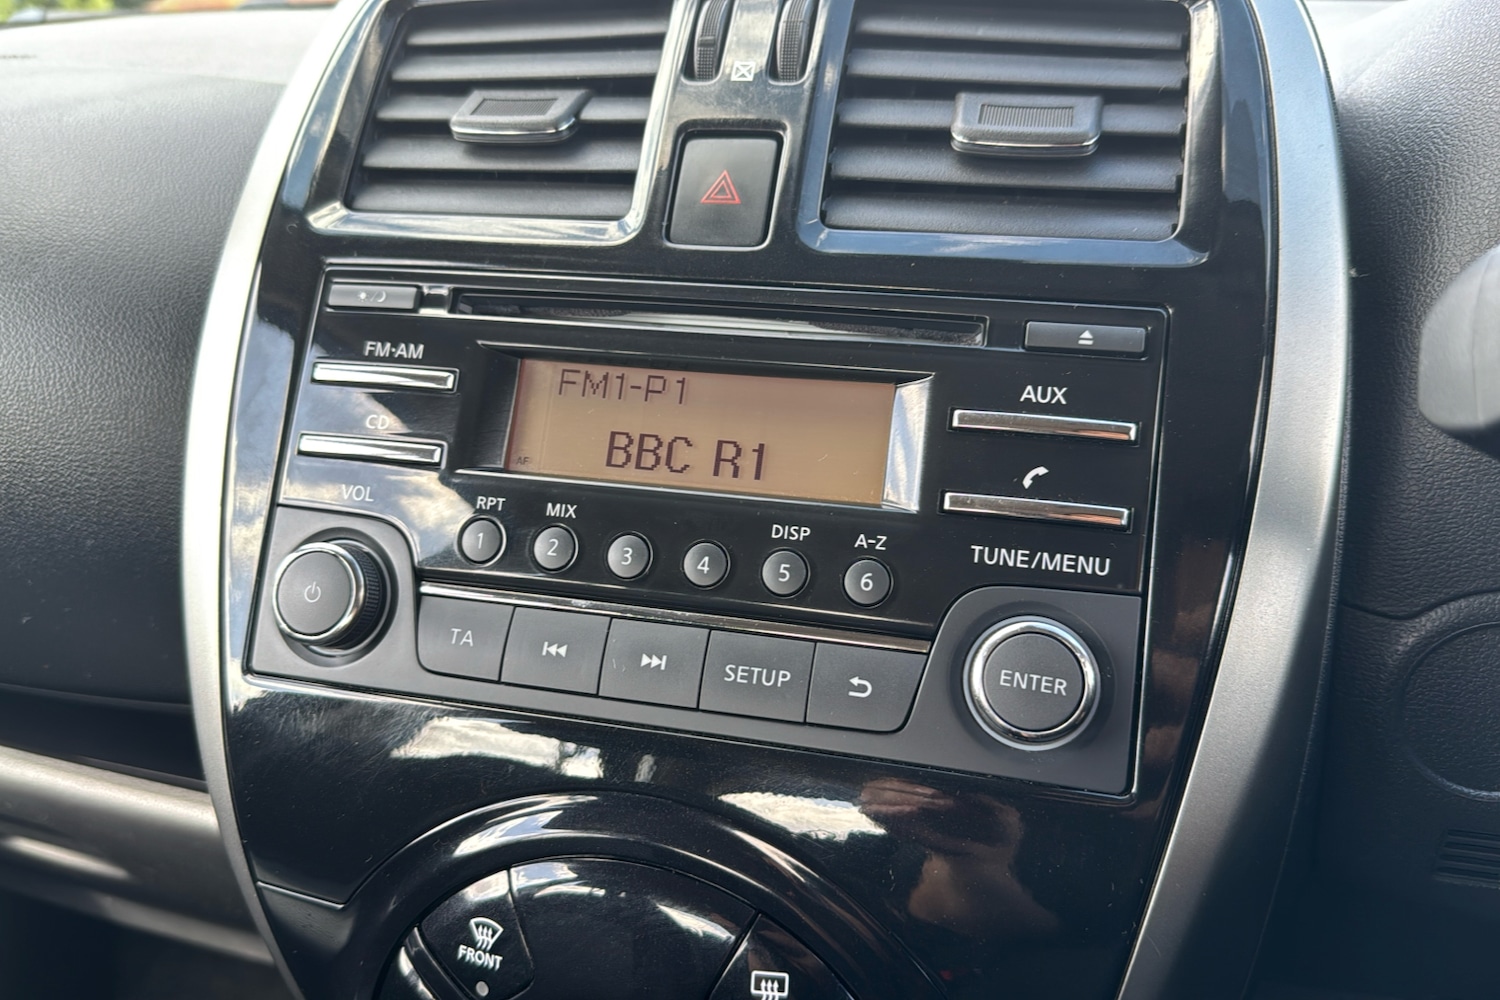 FM·AM
CD
VOL
FM1-P1
AF
BBC R1
AUX
TUNE/MENU
RPT
MIX
DISP
A-Z
1
2
3
4
5
6
TA
SETUP
ENTER
FRONT